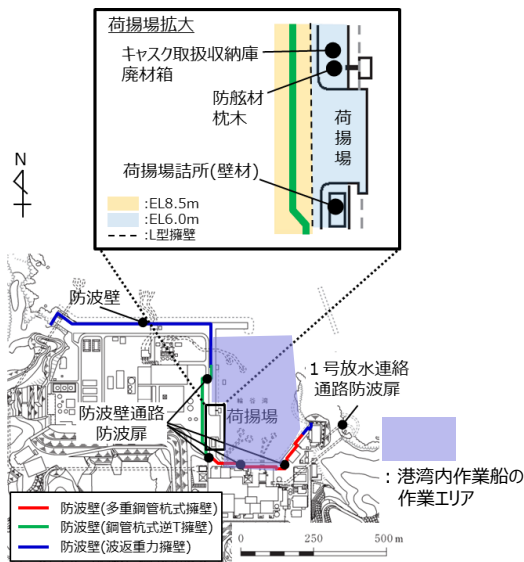 荷揚場拡大
キャスク取扱収納庫
廃材箱
防舷材
枕木
荷揚場
荷揚場詰所(壁材)
:EL8.5m
:EL6.0m
:L型擁壁
N
防波壁
1号放水連絡
通路防波扉
輪谷湾
防波壁通路
防波扉
荷揚場
:港湾内作業船の
作業エリア
防波壁(多重鋼管杭式擁壁)
防波壁(鋼管杭式逆T擁壁)
防波壁(波返重力擁壁)
0 250 500 m